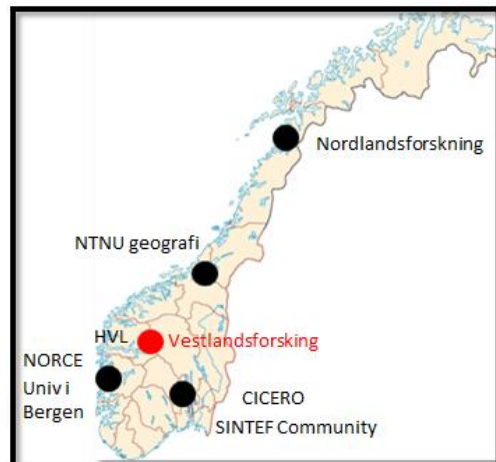 Nordlandsforskning
NTNU geografi
HVL
Vestlandsforsking
NORCE
Univ i
Bergen
CICERO
SINTEF Community